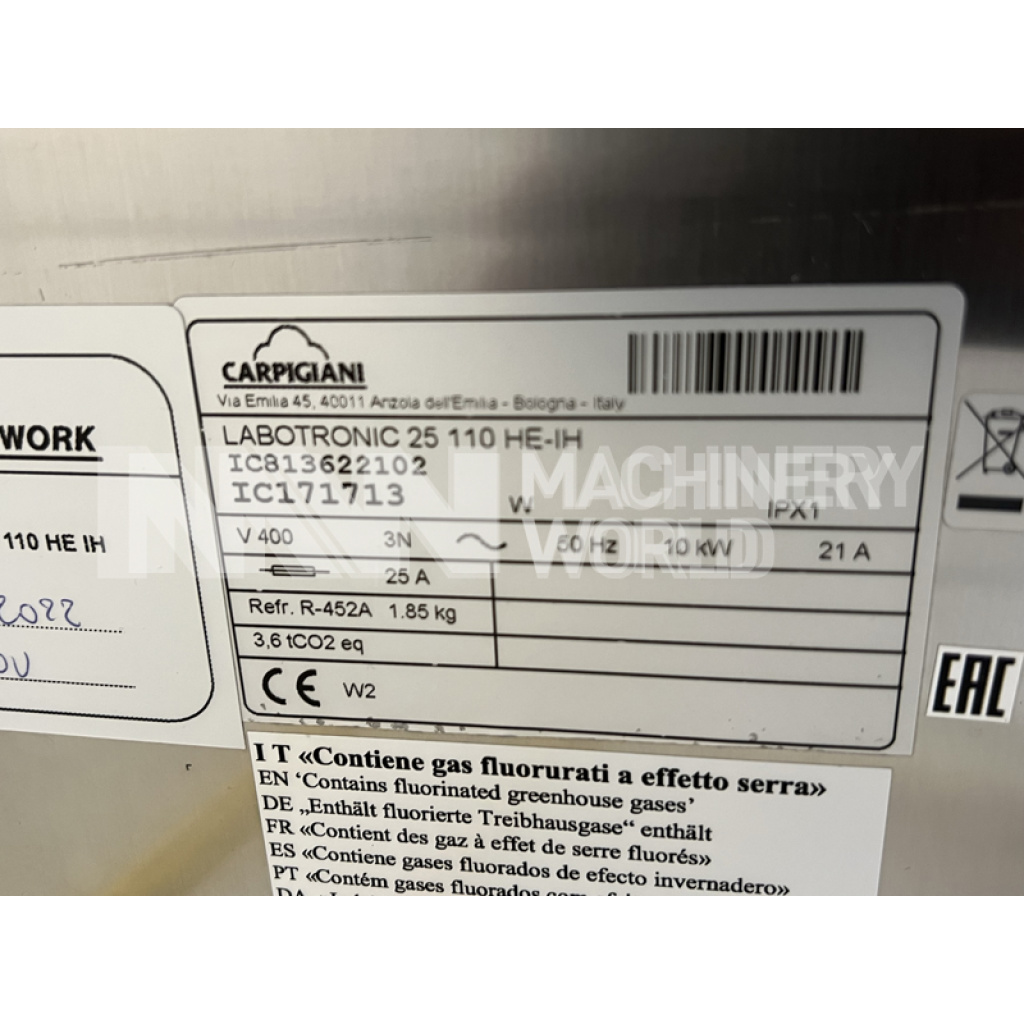 CARPIGIANI
Via Emilia 45, 40011 Anzola dell'Emilia - Bologna - Italy
LABOTRONIC 25 110 HE-IH
IC813622102
IC171713 W. IPX1
V 400 3N 50 Hz 10 kW 21 A
25 A
Refr. R-452A 1.85 kg
3,6 tCO2 eq
CE W2
WORK
110 HE IH
2022
EAC
MACHINERY
WORLD
IT «Contiene gas fluorurati a effetto serra»
EN ‘Contains fluorinated greenhouse gases’
DE „Enthält fluorierte Treibhausgase“ enthält
FR «Contient des gaz à effet de serre fluorés»
ES «Contiene gases fluorados de efecto invernadero»
PT «Contém gases fluorados